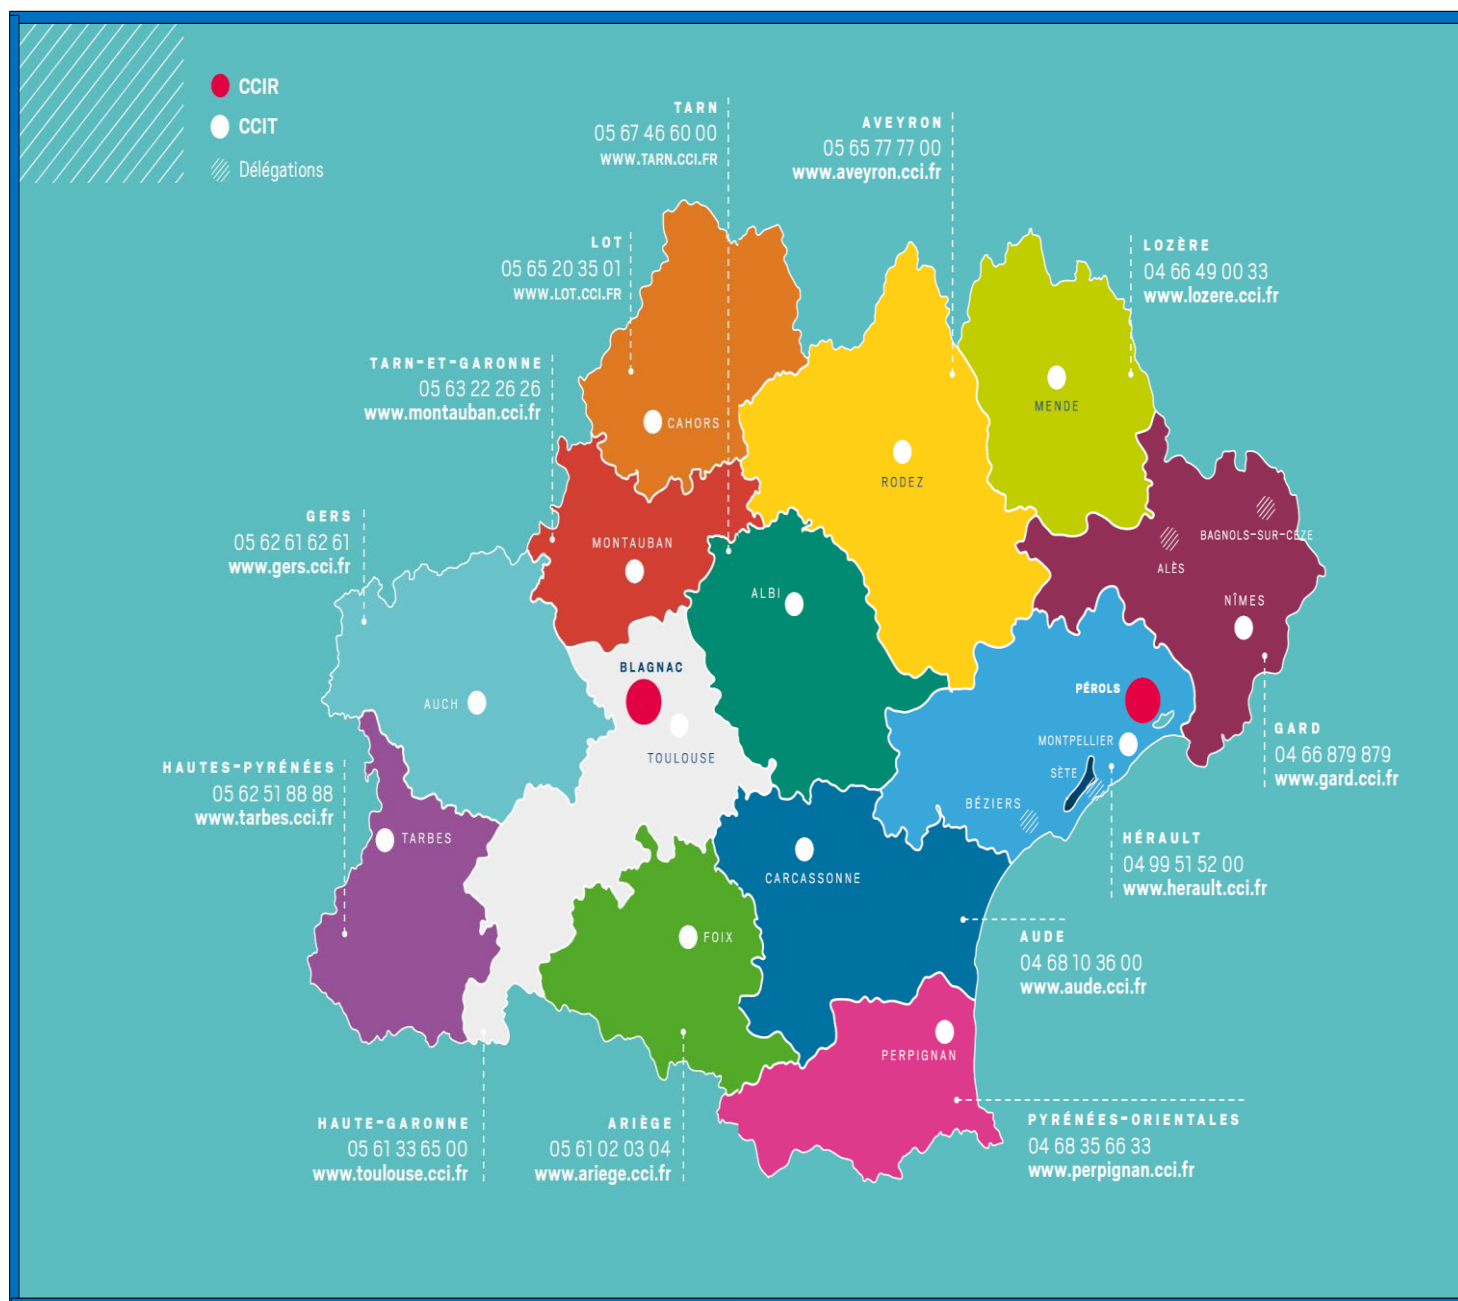 CCIR
CCIT
Délégations
TARN
05 67 46 60 00
WWW.TARN.CCI.FR
AVEYRON
05 65 77 77 00
www.aveyron.cci.fr
LOT
05 65 20 35 01
WWW.LOT.CCI.FR
LOZÈRE
04 66 49 00 33
www.lozere.cci.fr
TARN-ET-GARONNE
05 63 22 26 26
www.montauban.cci.fr
GERS
05 62 61 62 61
www.gers.cci.fr
HAUTES-PYRÉNÉES
05 62 51 88 88
www.tarbes.cci.fr
CAHORS
MENDE
RODEZ
MONTAUBAN
BAGNOLS-SUR-CÈZE
ALÈS
ALBI
NÎMES
BLAGNAC
AUCH
TOULOUSE
PÉROLS
MONTPELLIER
SÈTE
BÉZIERS
TARBES
CARCASSONNE
FOIX
PERPIGNAN
GARD
04 66 879 879
www.gard.cci.fr
HÉRAULT
04 99 51 52 00
www.herault.cci.fr
AUDE
04 68 10 36 00
www.aude.cci.fr
HAUTE-GARONNE
05 61 33 65 00
www.toulouse.cci.fr
ARIÈGE
05 61 02 03 04
www.ariege.cci.fr
PYRÉNÉES-ORIENTALES
04 68 35 66 33
www.perpignan.cci.fr